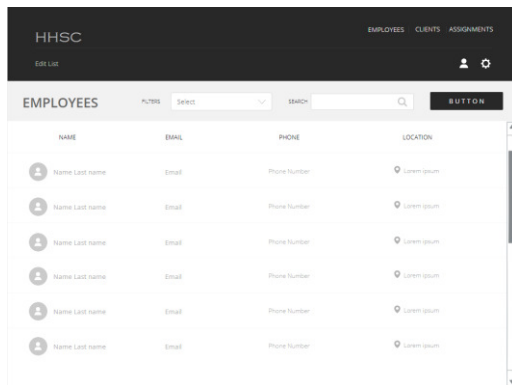 HHSC
EMPLOYEES CLIENTS ASSIGNMENTS
Edit List
EMPLOYEES FILTERS Select SEARCH BUTTON
NAME EMAIL PHONE LOCATION
Name Last name Email Phone Number Lorem ipsum
Name Last name Email Phone Number Lorem ipsum
Name Last name Email Phone Number Lorem ipsum
Name Last name Email Phone Number Lorem ipsum
Name Last name Email Phone Number Lorem ipsum
Name Last name Email Phone Number Lorem ipsum